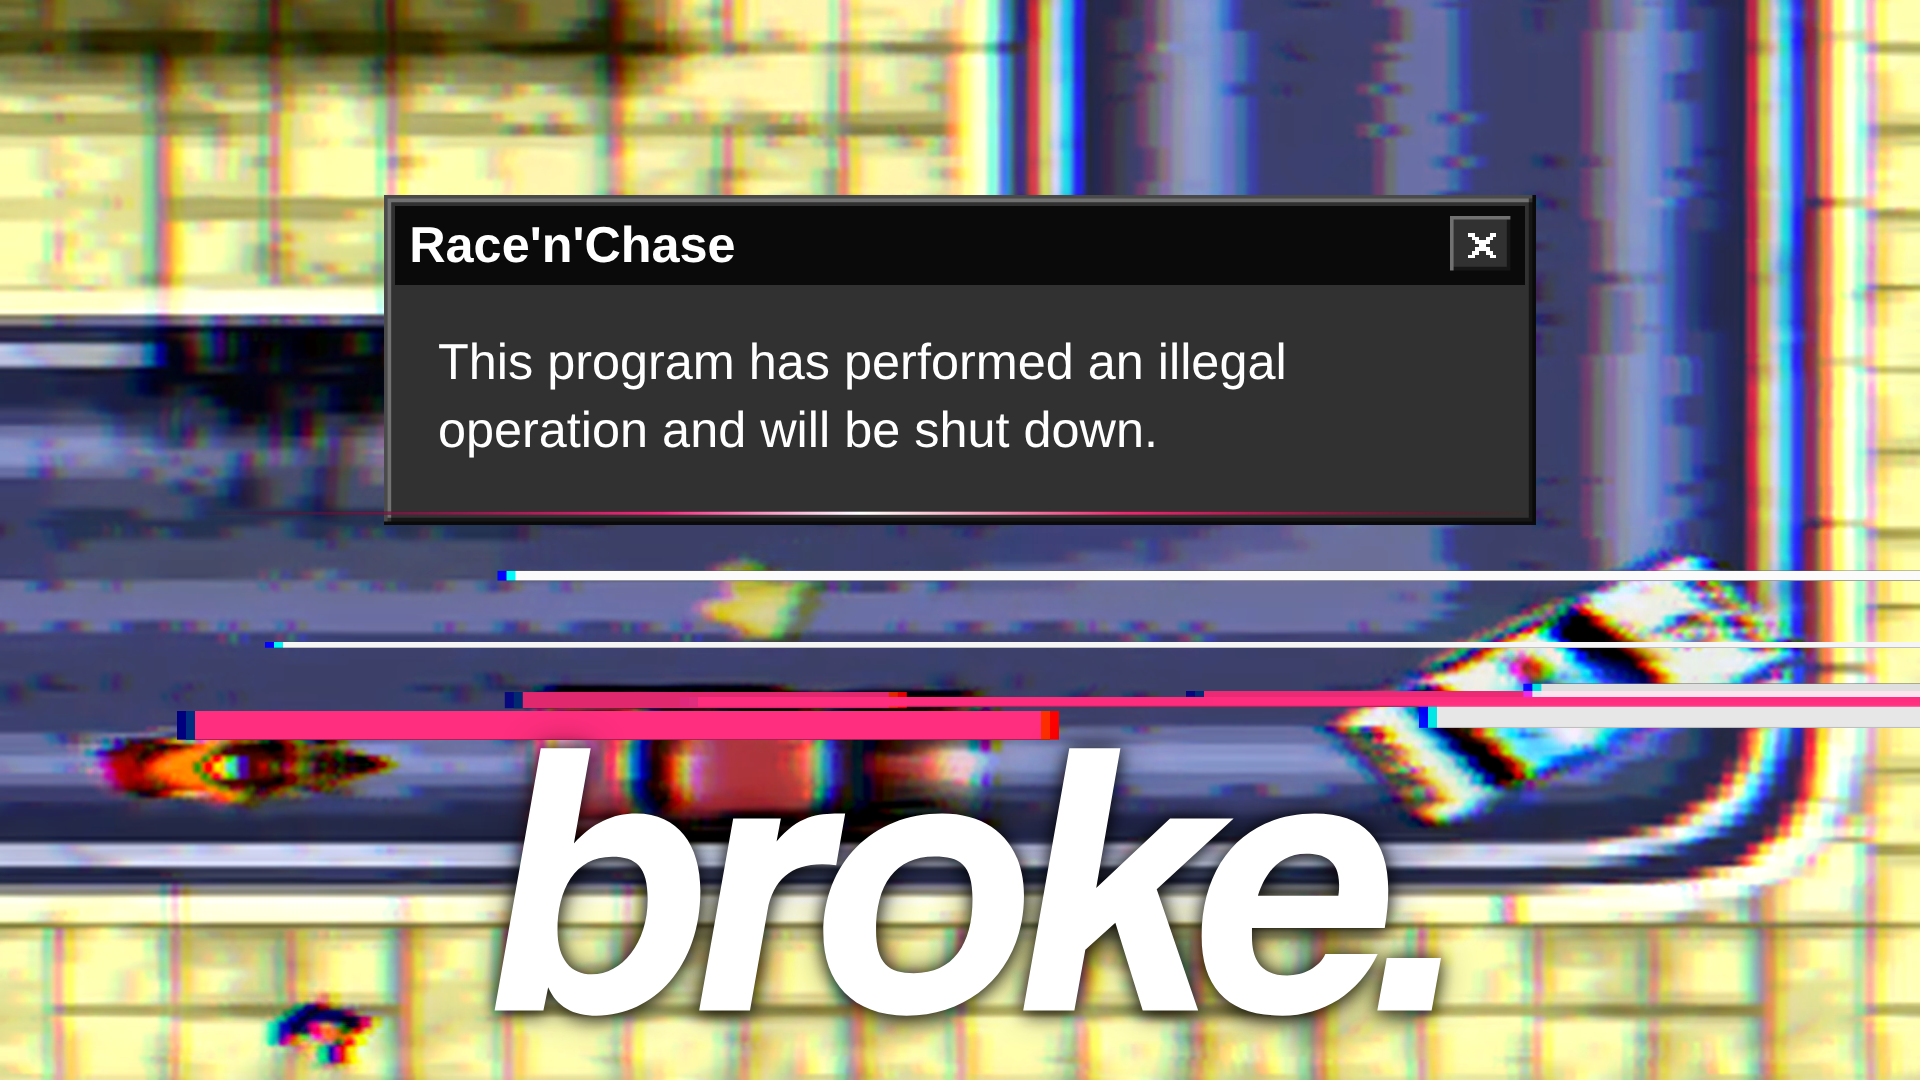 Race'n'Chase
This program has performed an illegal
operation and will be shut down.
broke.